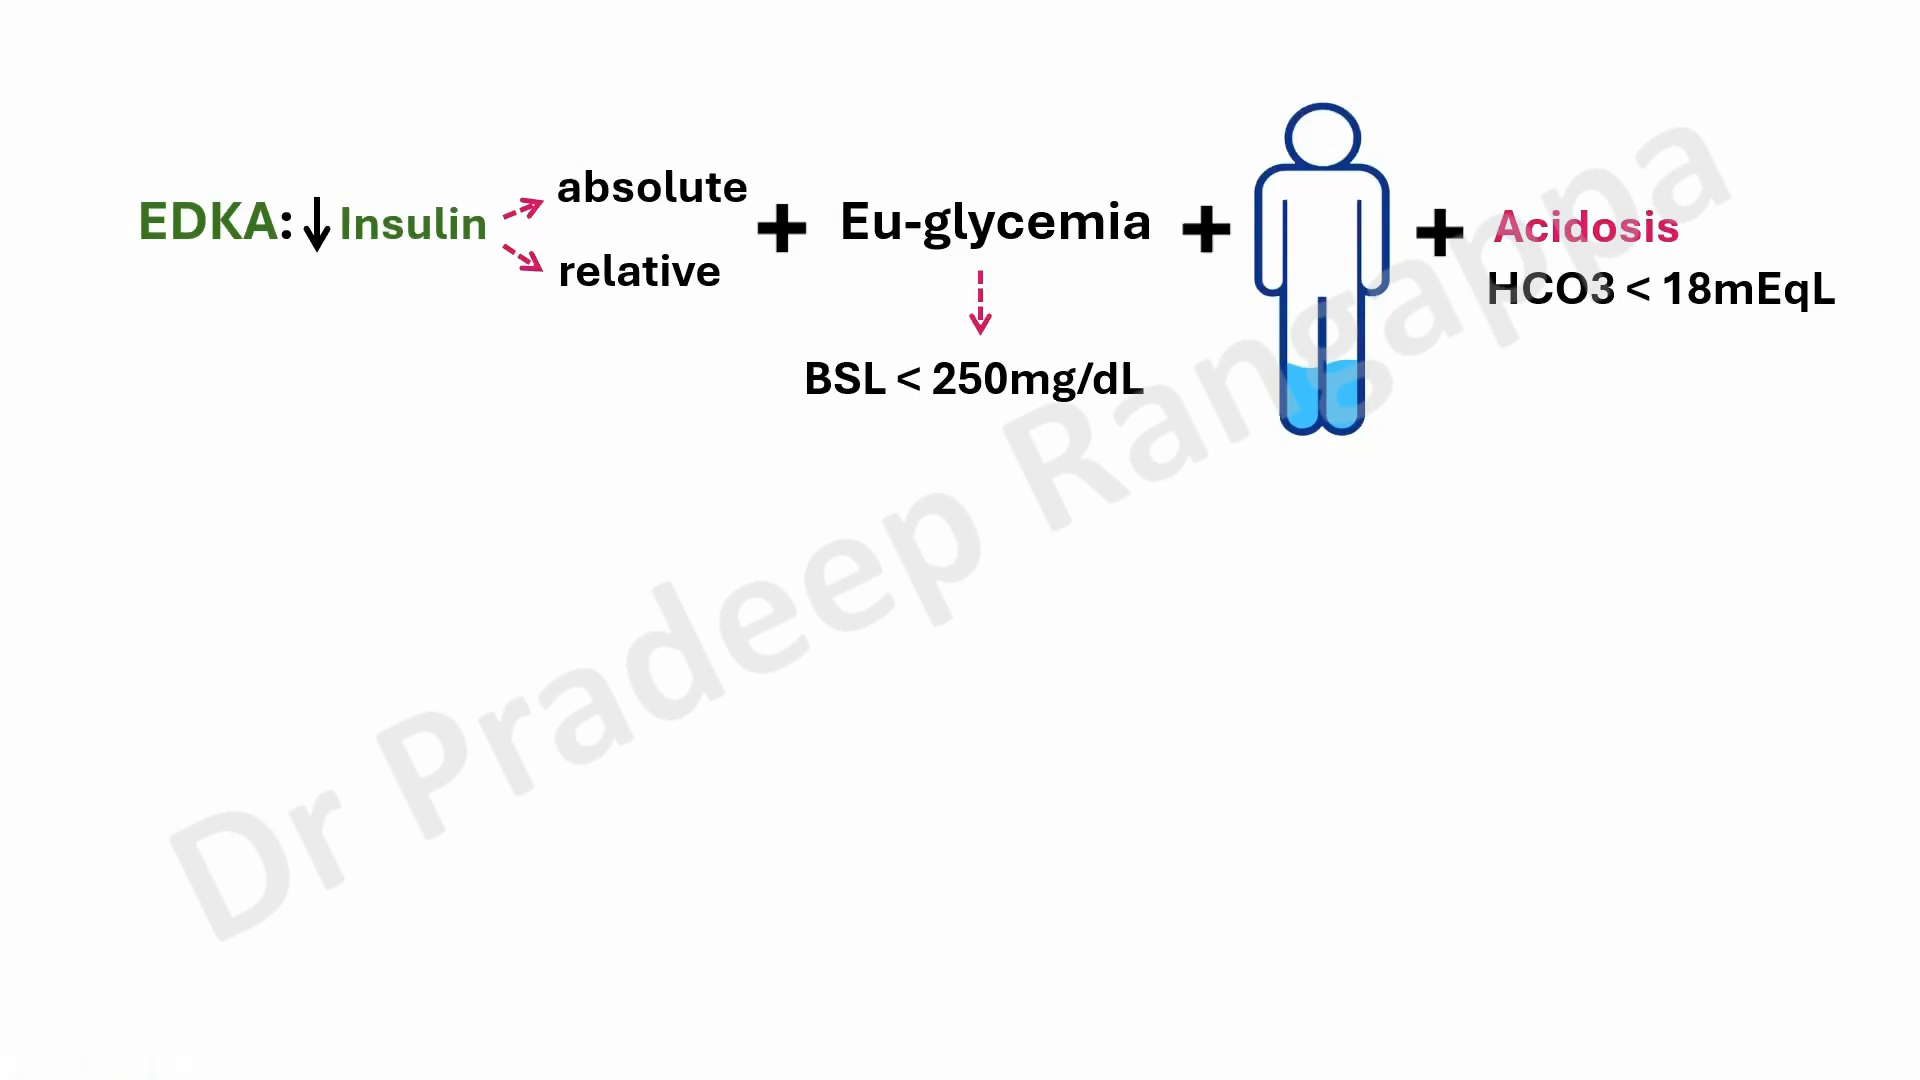 EDKA: ↓ Insulin
absolute
relative
+ Eu-glycemia + + Acidosis
HCO3 < 18mEqL
BSL < 250mg/dL
Dr Pradeep Rangappa